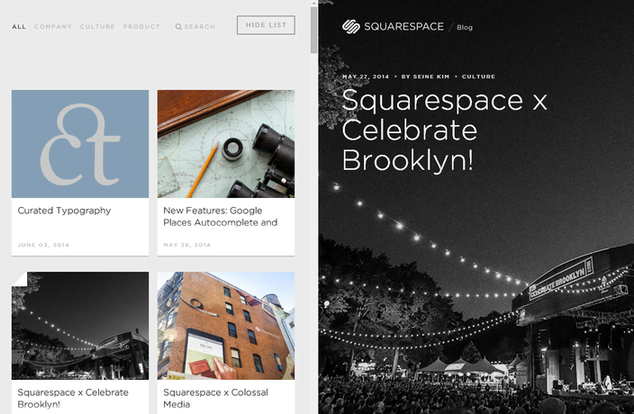 ALL COMPANY CULTURE PRODUCT SEARCH HIDE LIST
ct
Curated Typography
JUNE 03, 2014
New Features: Google
Places Autocomplete and
MAY 28, 2014
Squarespace x Celebrate
Brooklyn!
Squarespace x Colossal
Media
SQUARESPACE / Blog
MAY 27, 2014 • BY SEINE KIM • CULTURE
Squarespace x
Celebrate
Brooklyn!
CELEBRATE BROOKLYN!